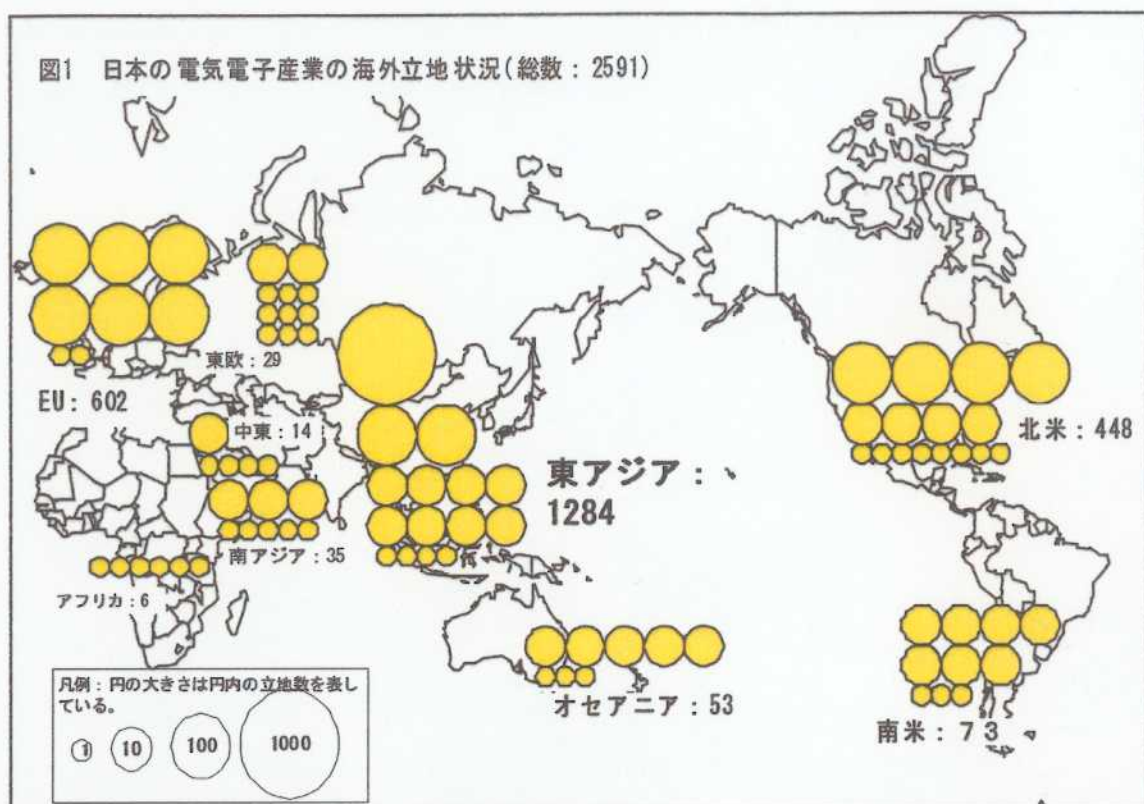 図1 日本の電気電子産業の海外立地状況(総数：2591)
東欧：29
EU：602
中東：14
北米：448
東アジア：
1284
南アジア：35
アフリカ：6
オセアニア：53
南米：７３
凡例：円の大きさは円内の立地数を表し
ている。
1 10 100 1000